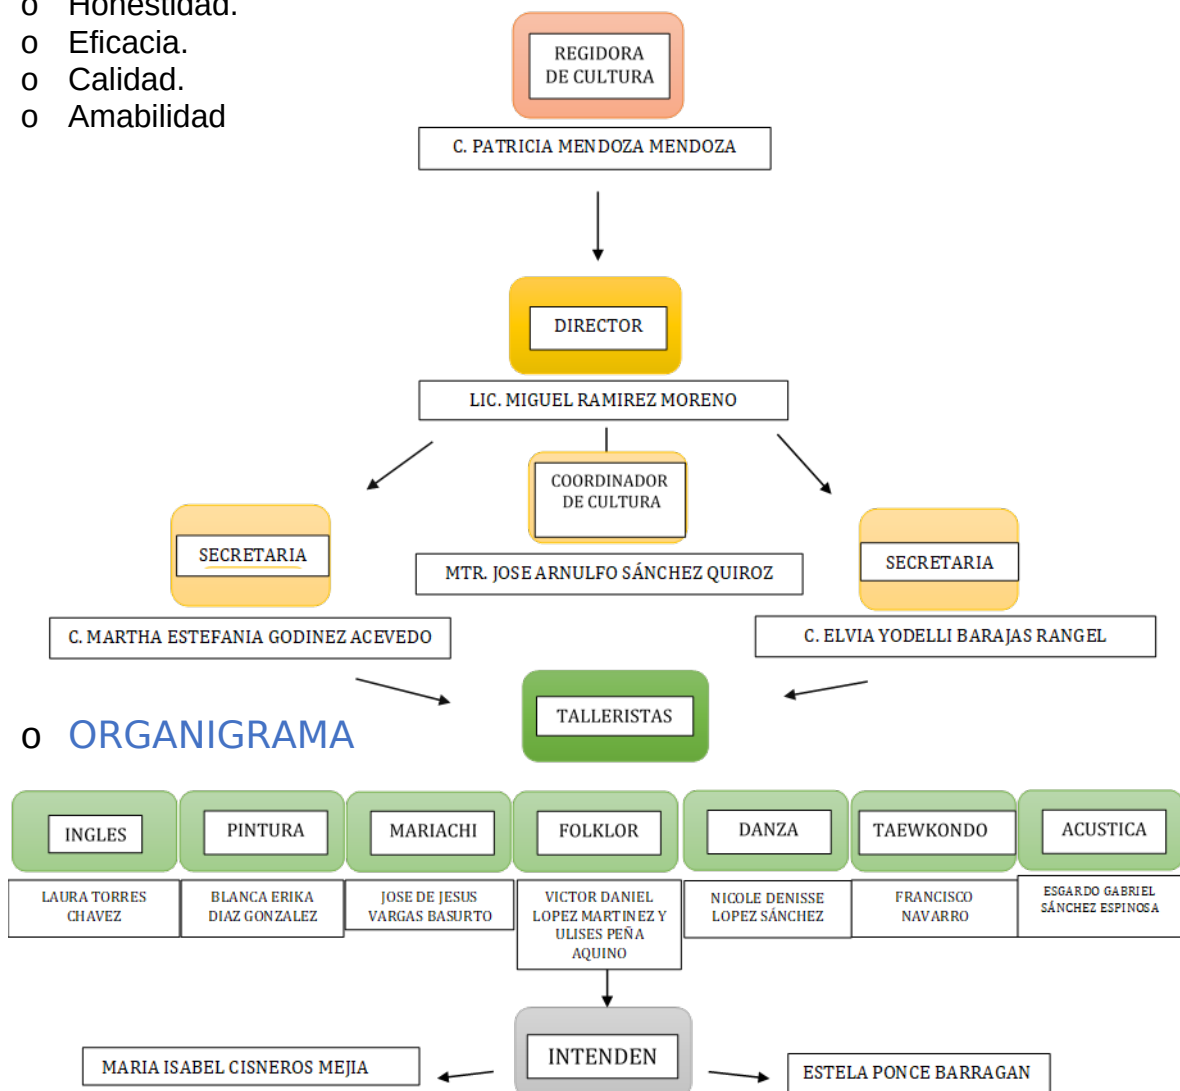 o Honestidad.
o Eficacia.
o Calidad.
o Amabilidad
REGIDORA
DE CULTURA
C. PATRICIA MENDOZA MENDOZA
DIRECTOR
LIC. MIGUEL RAMIREZ MORENO
COORDINADOR
DE CULTURA
MTR. JOSE ARNULFO SÁNCHEZ QUIROZ
SECRETARIA
C. MARTHA ESTEFANIA GODINEZ ACEVEDO
SECRETARIA
C. ELVIA YODELLI BARAJAS RANGEL
TALLERISTAS
o ORGANIGRAMA
INGLES
LAURA TORRES
CHAVEZ
PINTURA
BLANCA ERIKA
DIAZ GONZALEZ
MARIACHI
JOSE DE JESUS
VARGAS BASURTO
FOLKLOR
VICTOR DANIEL
LOPEZ MARTINEZ Y
ULISES PEÑA
AQUINO
DANZA
NICOLE DENISSE
LOPEZ SÁNCHEZ
TAEWKONDO
FRANCISCO
NAVARRO
ACUSTICA
ESGARDO GABRIEL
SÁNCHEZ ESPINOSA
INTENDEN
MARIA ISABEL CISNEROS MEJIA
ESTELA PONCE BARRAGAN